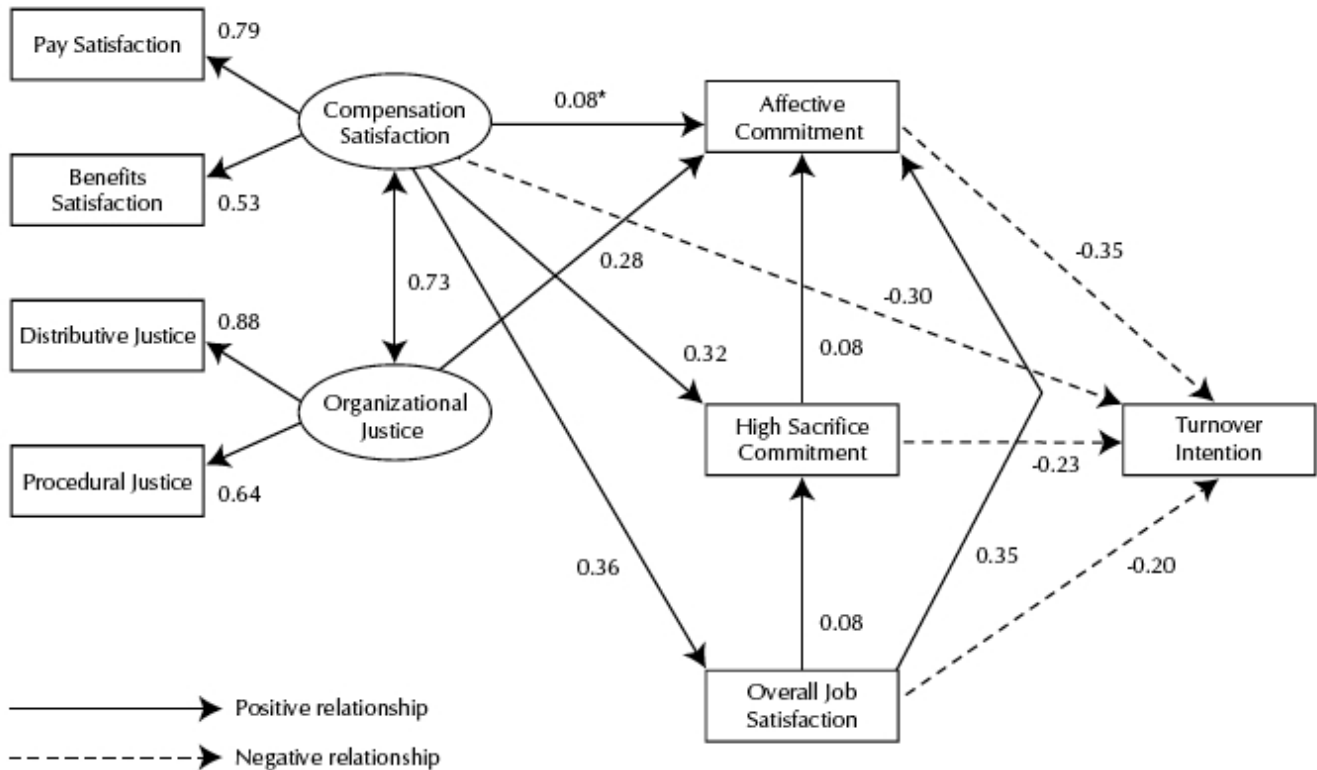 Pay Satisfaction
0.79
Compensation
Satisfaction
0.08*
Affective
Commitment
Benefits
Satisfaction
0.53
0.28
-0.35
0.73
-0.30
Distributive Justice
0.88
0.32
0.08
Organizational
Justice
High Sacrifice
Commitment
Turnover
Intention
-0.23
Procedural Justice
0.64
0.36
0.35
-0.20
0.08
Overall Job
Satisfaction
Positive relationship
Negative relationship